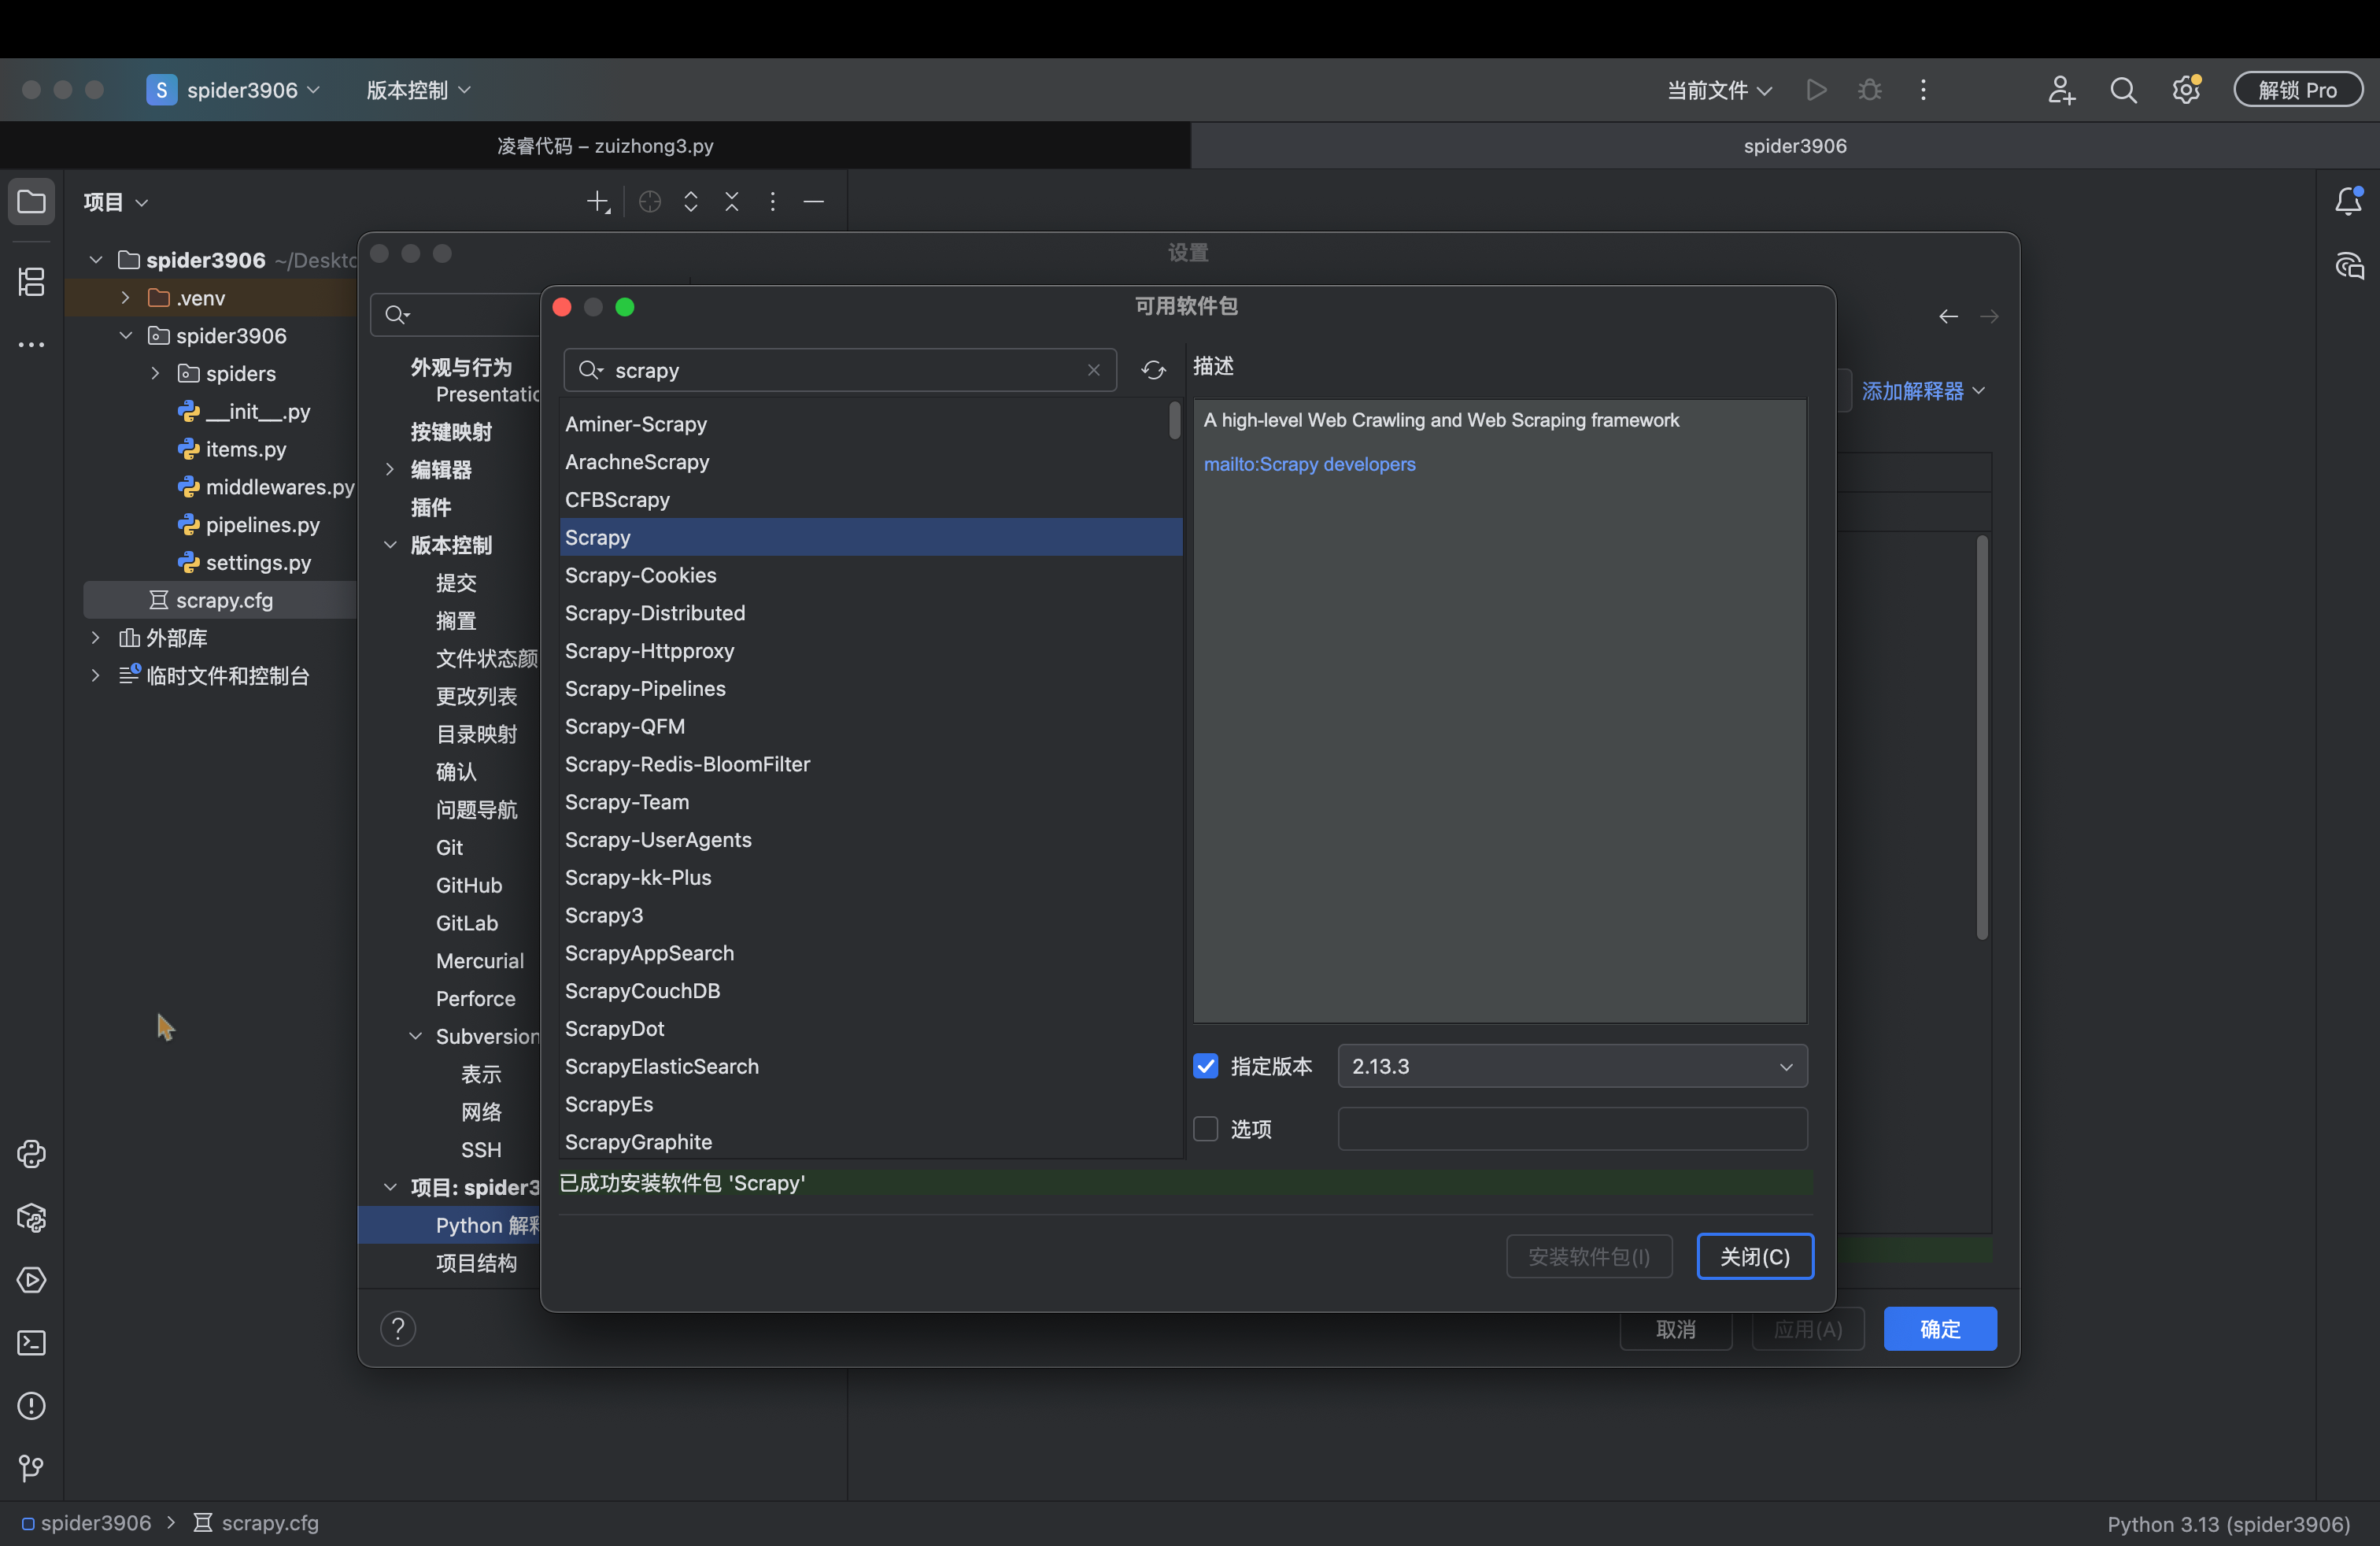 S spider3906
版本控制
当前文件
解锁 Pro
凌睿代码 – zuizhong3.py
spider3906
项目
spider3906 ~/Deskto
.venv
spider3906
spiders
__init__.py
items.py
middlewares.py
pipelines.py
settings.py
scrapy.cfg
外部库
临时文件和控制台
设置
外观与行为
Presentatio
按键映射
编辑器
插件
版本控制
提交
搁置
文件状态颜
更改列表
目录映射
确认
问题导航
Git
GitHub
GitLab
Mercurial
Perforce
Subversion
表示
网络
SSH
项目: spider3
Python 解释
项目结构
添加解释器
?
取消
应用(A)
确定
可用软件包
scrapy
Aminer-Scrapy
ArachneScrapy
CFBScrapy
Scrapy
Scrapy-Cookies
Scrapy-Distributed
Scrapy-Httpproxy
Scrapy-Pipelines
Scrapy-QFM
Scrapy-Redis-BloomFilter
Scrapy-Team
Scrapy-UserAgents
Scrapy-kk-Plus
Scrapy3
ScrapyAppSearch
ScrapyCouchDB
ScrapyDot
ScrapyElasticSearch
ScrapyEs
ScrapyGraphite
描述
A high-level Web Crawling and Web Scraping framework
mailto:Scrapy developers
指定版本 2.13.3
选项
已成功安装软件包 'Scrapy'
安装软件包(I)
关闭(C)
spider3906 > scrapy.cfg
Python 3.13 (spider3906)